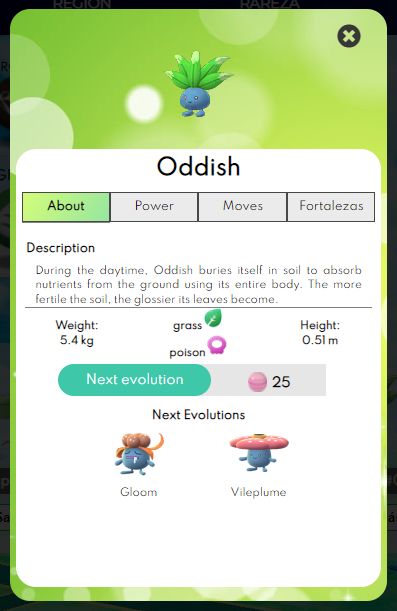 REGION RAREZA
Oddish
About Power Moves Fortalezas
Description
During the daytime, Oddish buries itself in soil to absorb
nutrients from the ground using its entire body. The more
fertile the soil, the glossier its leaves become.
Weight: grass Height:
5.4 kg 0.51 m
poison
Next evolution 25
Next Evolutions
Gloom Vileplume